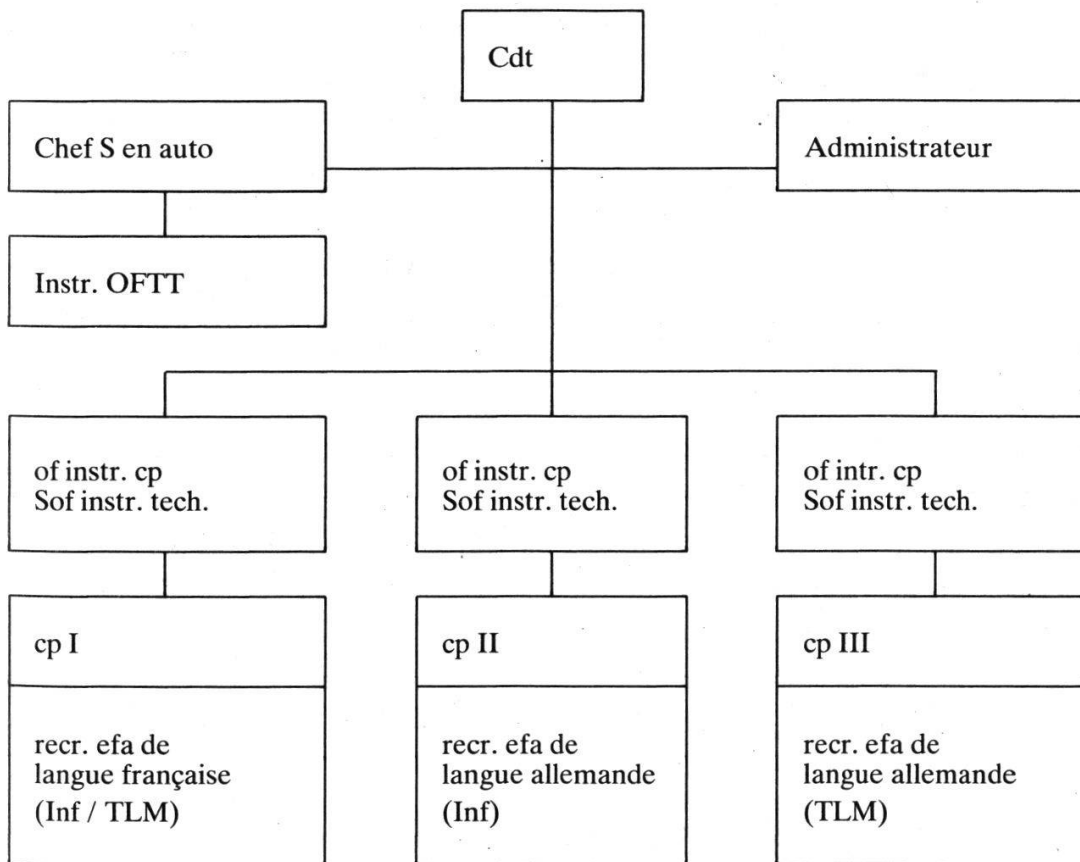 Cdt
Chef S en auto
Administrateur
Instr. OFTT
of instr. cp
Sof instr. tech.
of instr. cp
Sof instr. tech.
of intr. cp
Sof instr. tech.
cp I
cp II
cp III
recr. efa de
langue française
(Inf / TLM)
recr. efa de
langue allemande
(Inf)
recr. efa de
langue allemande
(TLM)